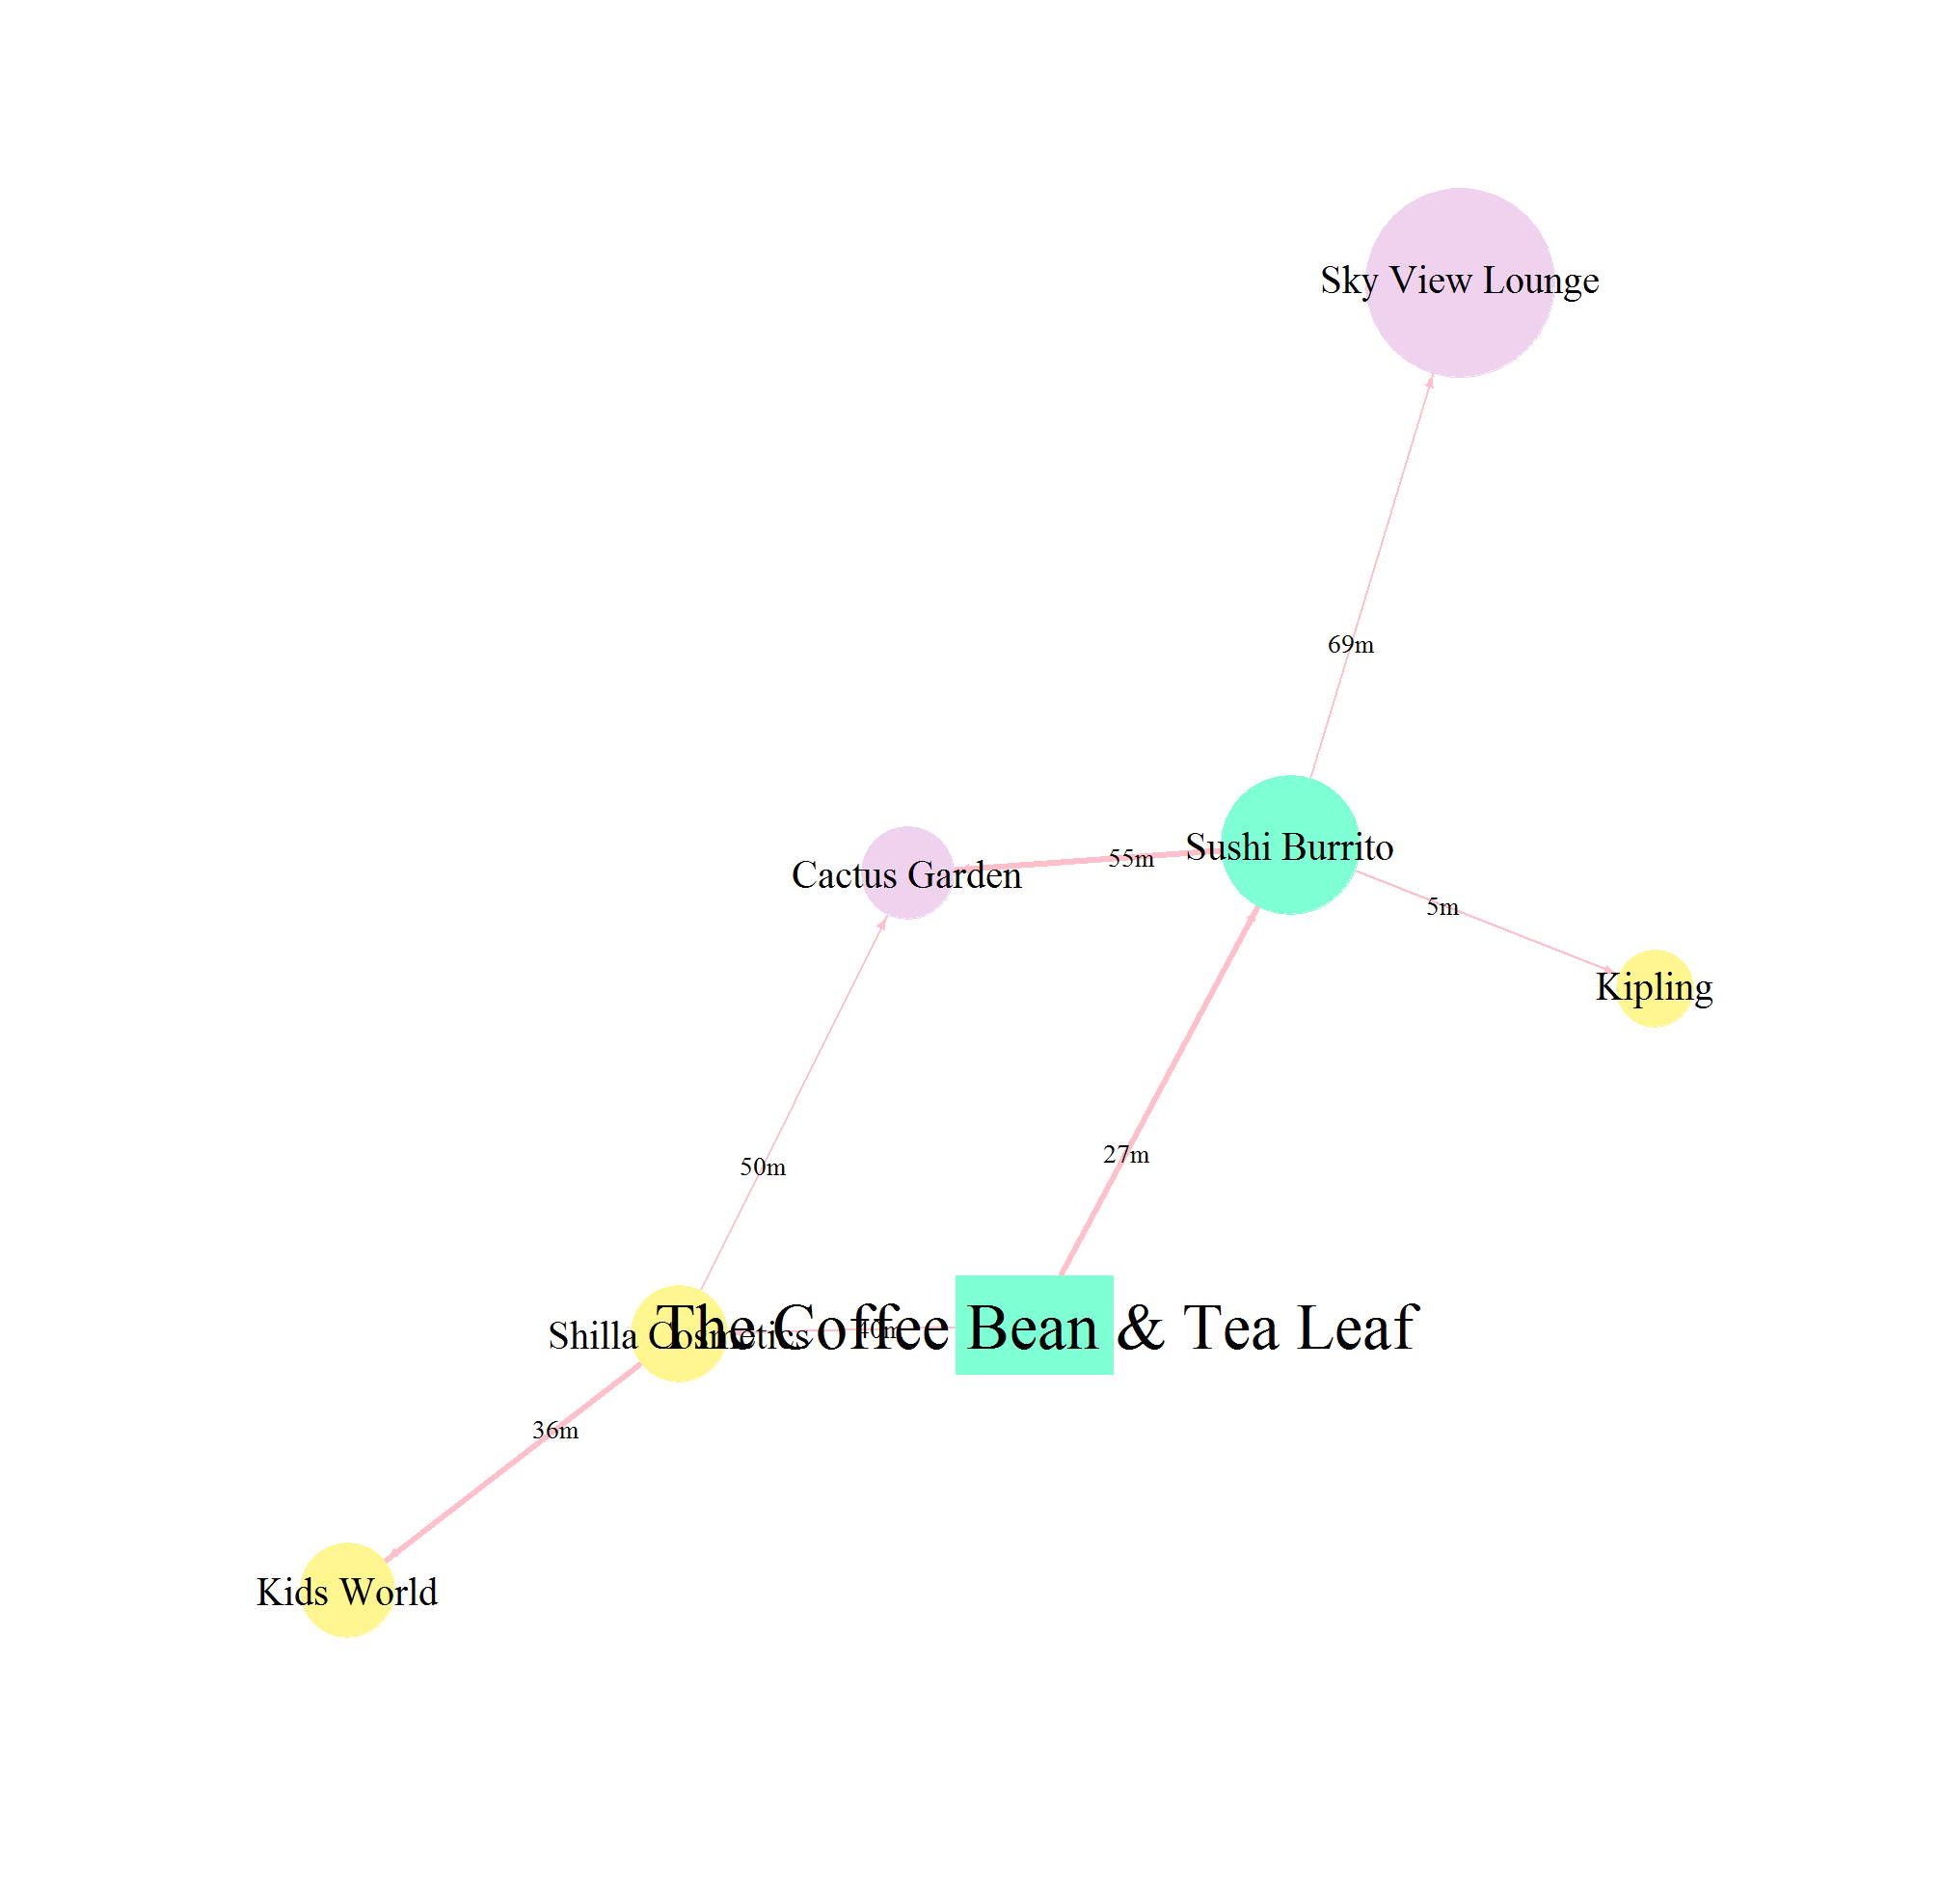 Sky View Lounge
69m
Sushi Burrito
55m
Cactus Garden
5m
Kipling
27m
50m
The Coffee Bean & Tea Leaf
Shilla Cosmetics
40m
36m
Kids World